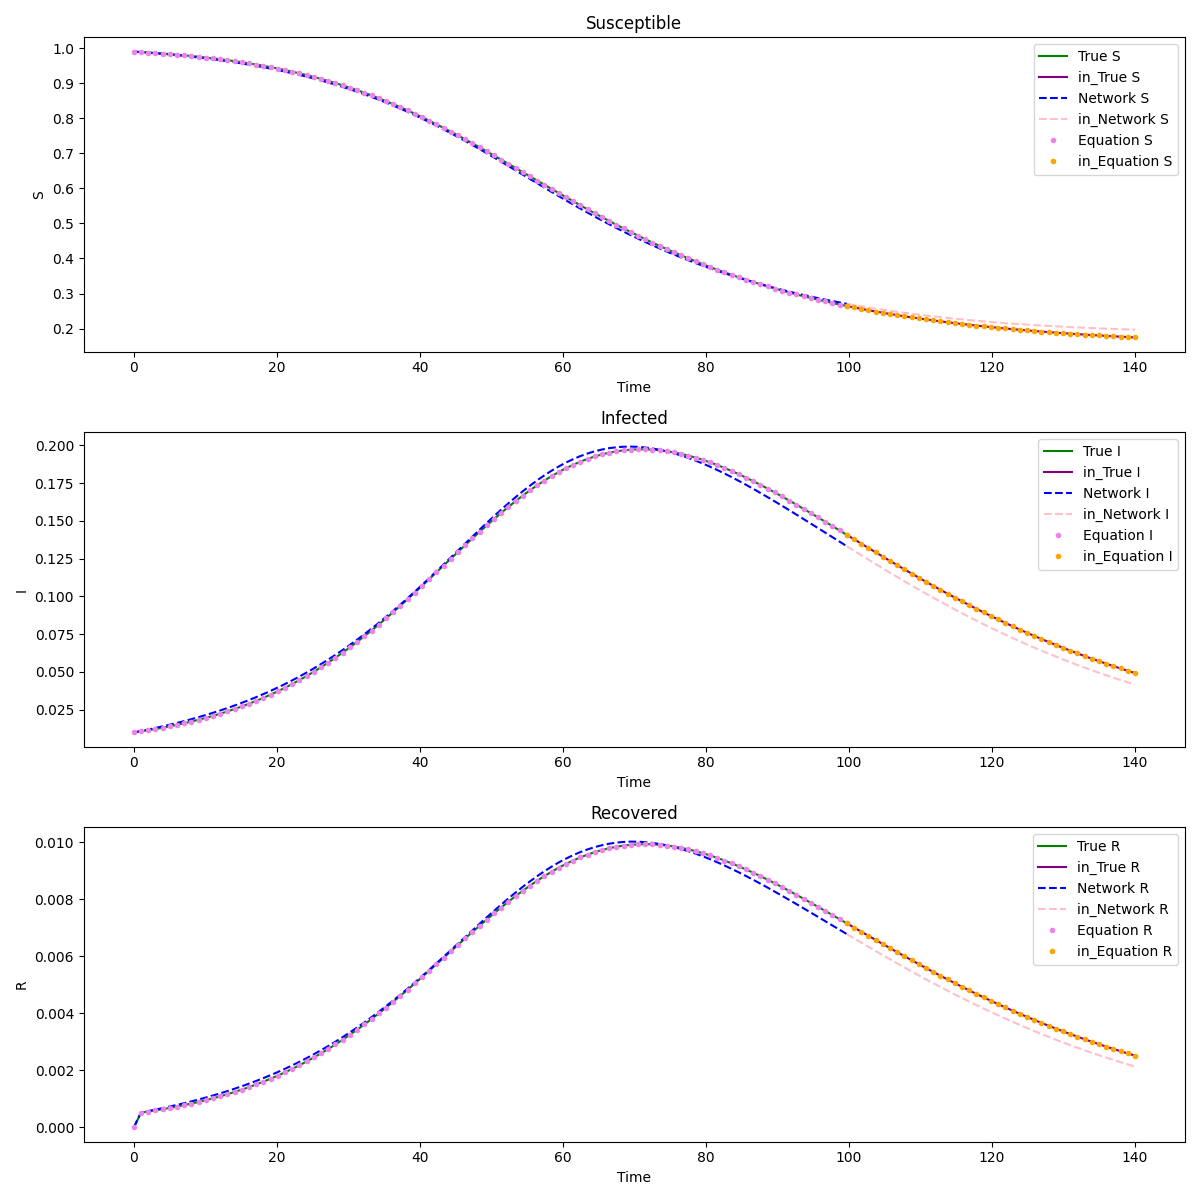 Susceptible
1.0
0.9
0.8
0.7
0.6
0.5
0.4
0.3
0.2
S
True S
in_True S
Network S
in_Network S
Equation S
in_Equation S
0 20 40 60 80 100 120 140
Time
Infected
0.200
0.175
0.150
0.125
0.100
0.075
0.050
0.025
I
True I
in_True I
Network I
in_Network I
Equation I
in_Equation I
0 20 40 60 80 100 120 140
Time
Recovered
0.010
0.008
0.006
0.004
0.002
0.000
R
True R
in_True R
Network R
in_Network R
Equation R
in_Equation R
0 20 40 60 80 100 120 140
Time